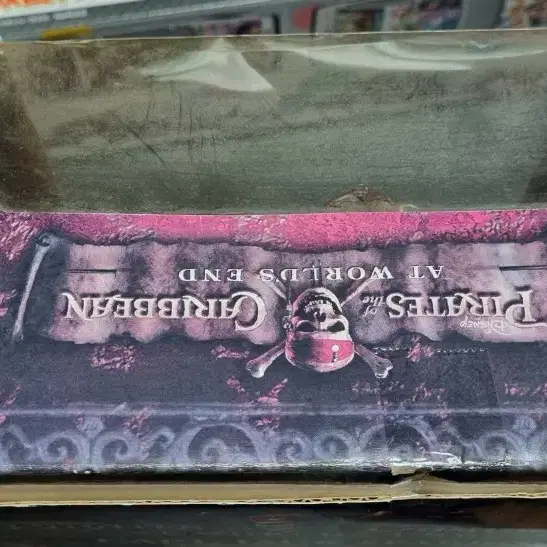 DISNEY
PIRATES of the CARIBBEAN
AT WORLD'S END